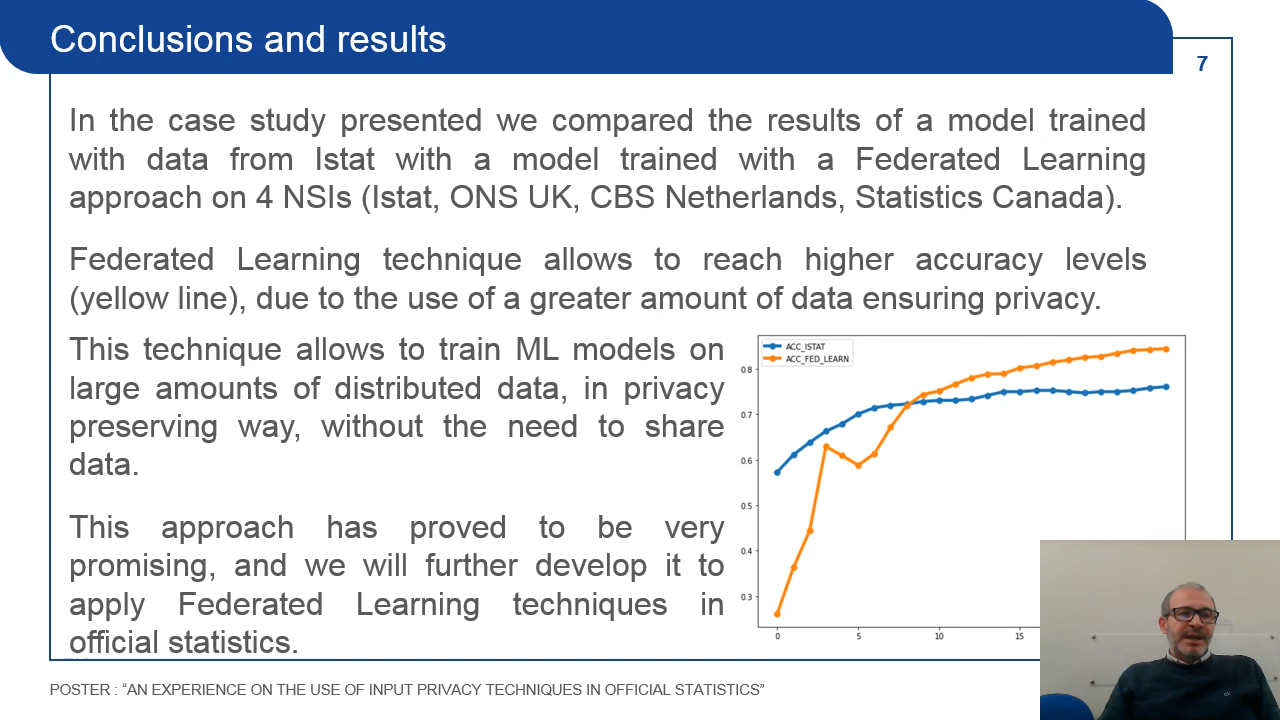 Conclusions and results
7
In the case study presented we compared the results of a model trained
with data from Istat with a model trained with a Federated Learning
approach on 4 NSIs (Istat, ONS UK, CBS Netherlands, Statistics Canada).
Federated Learning technique allows to reach higher accuracy levels
(yellow line), due to the use of a greater amount of data ensuring privacy.
This technique allows to train ML models on
large amounts of distributed data, in privacy
preserving way, without the need to share
data.
This approach has proved to be very
promising, and we will further develop it to
apply Federated Learning techniques in
official statistics.
ACC_ISTAT
ACC_FED_LEARN
0.8
0.7
0.6
0.5
0.4
0.3
0 5 10 15
POSTER : “AN EXPERIENCE ON THE USE OF INPUT PRIVACY TECHNIQUES IN OFFICIAL STATISTICS”